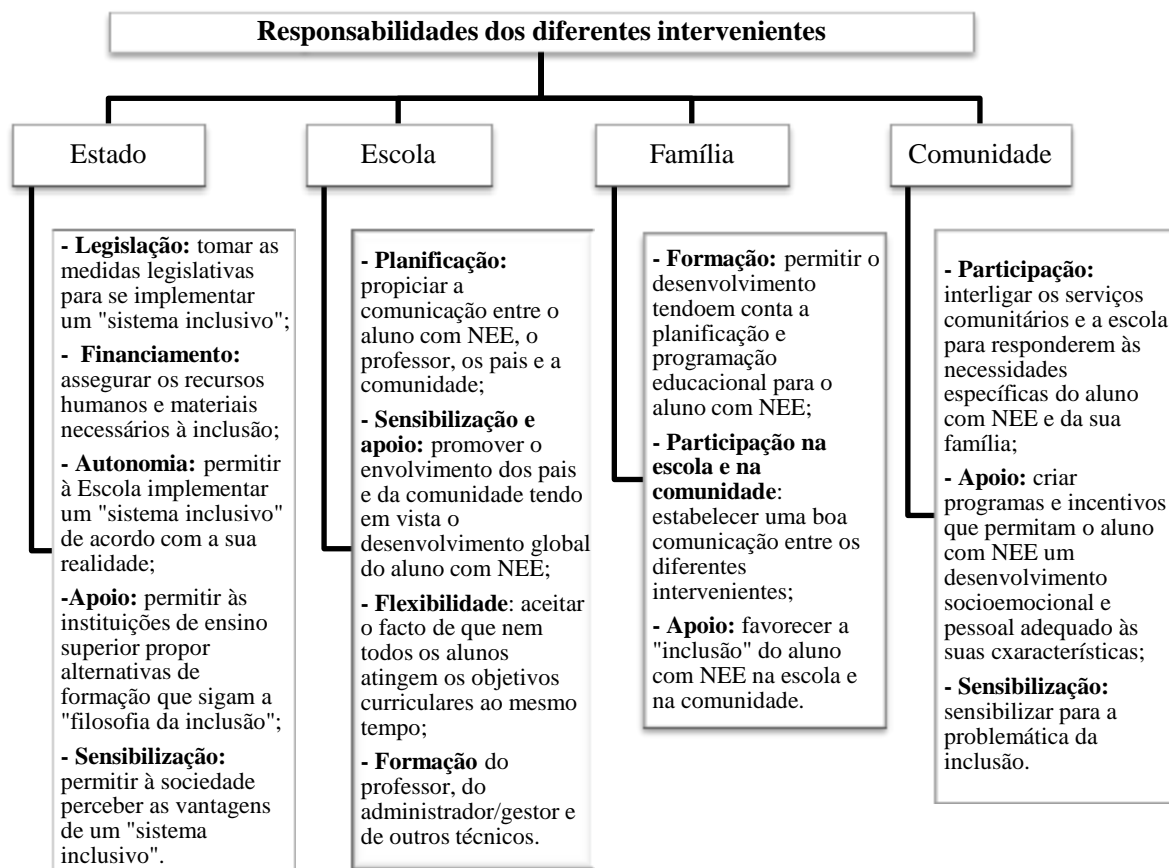 Responsabilidades dos diferentes intervenientes
Estado
- Legislação: tomar as
medidas legislativas
para se implementar
um "sistema inclusivo";
- Financiamento:
assegurar os recursos
humanos e materiais
necessários à inclusão;
- Autonomia: permitir
à Escola implementar
um "sistema inclusivo"
de acordo com a sua
realidade;
-Apoio: permitir às
instituições de ensino
superior propor
alternativas de
formação que sigam a
"filosofia da inclusão";
- Sensibilização:
permitir à sociedade
perceber as vantagens
de um "sistema
inclusivo".
Escola
- Planificação:
propiciar a
comunicação entre o
aluno com NEE, o
professor, os pais e a
comunidade;
- Sensibilização e
apoio: promover o
envolvimento dos pais
e da comunidade tendo
em vista o
desenvolvimento global
do aluno com NEE;
- Flexibilidade: aceitar
o facto de que nem
todos os alunos
atingem os objetivos
curriculares ao mesmo
tempo;
- Formação do
professor, do
administrador/gestor e
de outros técnicos.
Família
- Formação: permitir o
desenvolvimento
tendoem conta a
planificação e
programação
educacional para o
aluno com NEE;
- Participação na
escola e na
comunidade:
estabelecer uma boa
comunicação entre os
diferentes
intervenientes;
- Apoio: favorecer a
"inclusão" do aluno
com NEE na escola e
na comunidade.
Comunidade
- Participação:
interligar os serviços
comunitários e a escola
para responderem às
necessidades
específicas do aluno
com NEE e da sua
família;
- Apoio: criar
programas e incentivos
que permitam o aluno
com NEE um
desenvolvimento
socioemocional e
pessoal adequado às
suas cxaracterísticas;
- Sensibilização:
sensibilizar para a
problemática da
inclusão.